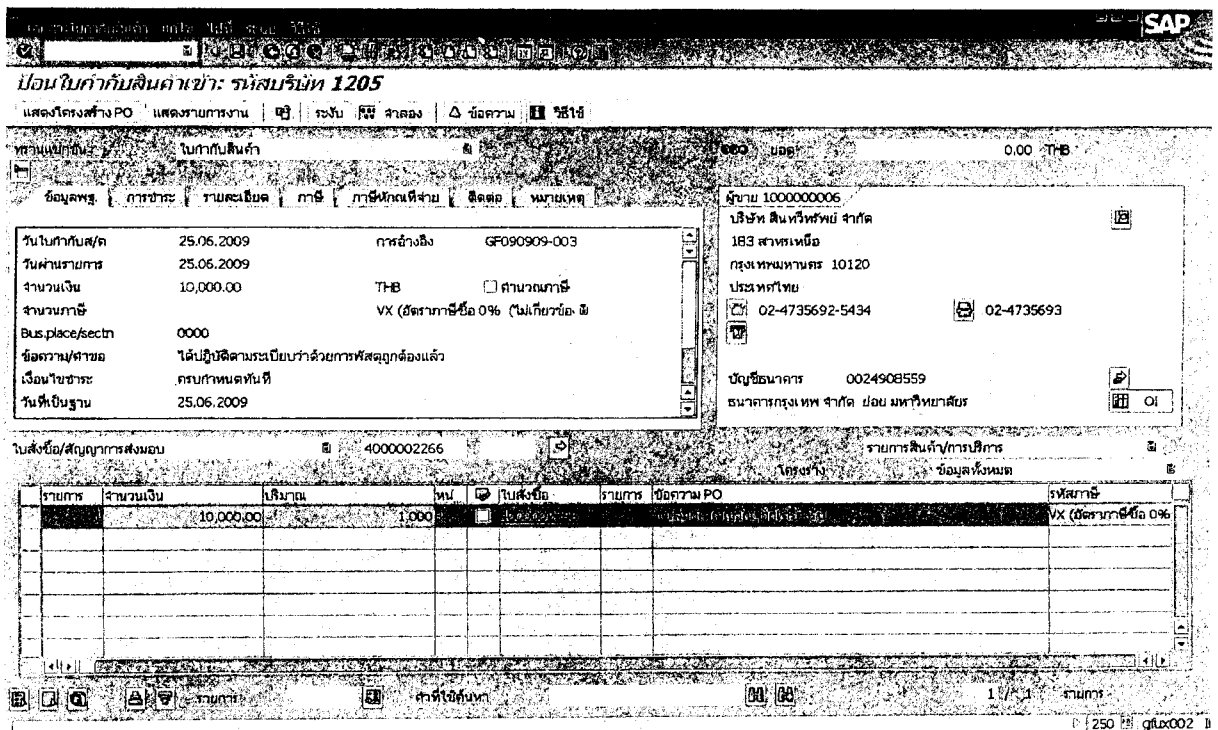 SAP
ป้อนใบกำกับสินค้าเข้า: รหัสบริษัท 1205
แสดงโครงสร้าง PO แสดงรายการงาน ระงับ จำลอง ข้อความ วิธีใช้
ใบกำกับสินค้า
ยอด 0.00 THB
ข้อมูลพฐ. การชำระ รายละเอียด ภาษี ภาษีหักณที่จ่าย ติดต่อ หมายเหตุ
วันใบกำกับส/ค 25.06.2009 การอ้างอิง GF090909-003
วันผ่านรายการ 25.06.2009
จำนวนเงิน 10,000.00 THB คำนวณภาษี
จำนวนภาษี VX (อัตราภาษีซื้อ 0% (ไม่เกี่ยวข้อ
Bus.place/sectn 0000
ข้อความ/คำขอ ได้ปฏิบัติตามระเบียบว่าด้วยการพัสดุถูกต้องแล้ว
เงื่อนไขชำระ ครบกำหนดทันที
วันที่เป็นฐาน 25.06.2009
ผู้ขาย 1000000006
บริษัท สินทวีทรัพย์ จำกัด
183 สาทรเหนือ
กรุงเทพมหานคร 10120
ประเทศไทย
02-4735692-5434 02-4735693
บัญชีธนาคาร 0024908559
ธนาคารกรุงเทพ จำกัด ย่อย มหาวิทยาลัยร
OI
ใบสั่งซื้อ/สัญญาการส่งมอบ 4000002266 รายการสินค้า/การบริการ
โครงร่าง ข้อมูลทั้งหมด
รายการ จำนวนเงิน ปริมาณ หน่ ใบสั่งซื้อ รายการ ข้อความ PO รหัสภาษี
10,000.00 1,000 VX (อัตราภาษีซื้อ 0%
รายการ คำที่ใช้ค้นหา 1 / 1 รายการ
250 gfux002